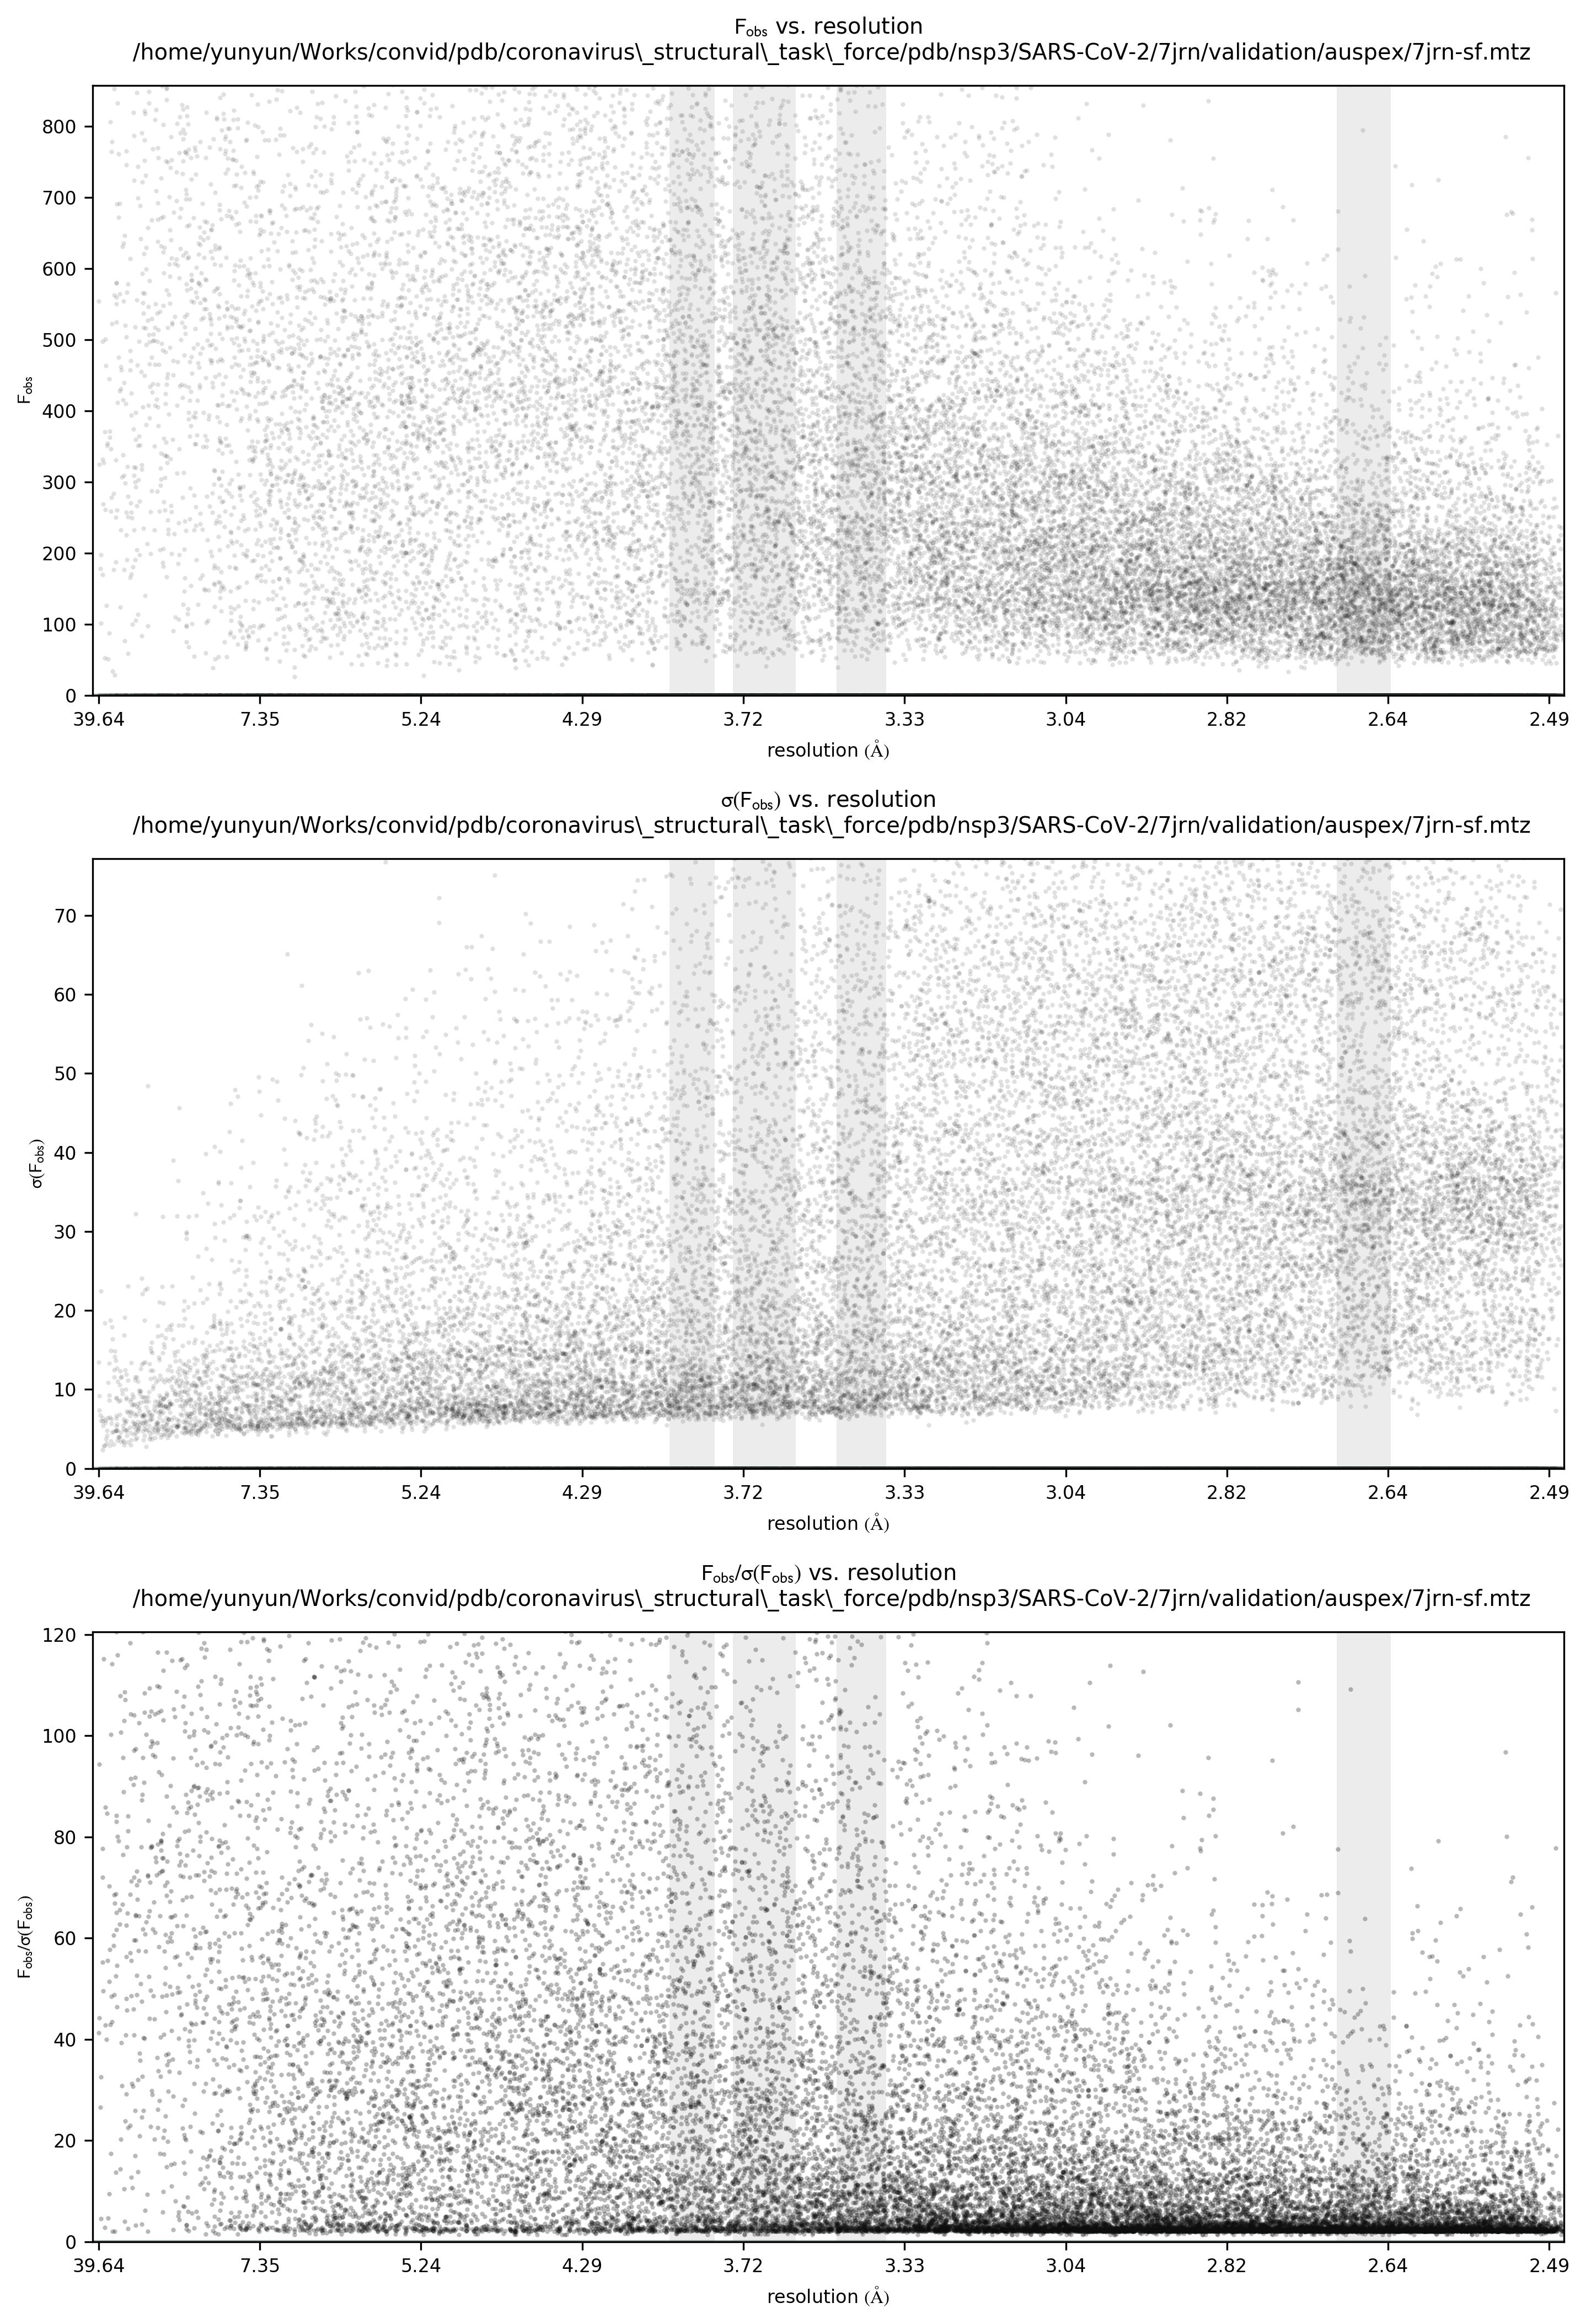 Fobs vs. resolution
/home/yunyun/Works/convid/pdb/coronavirus\_structural\_task\_force/pdb/nsp3/SARS-CoV-2/7jrn/validation/auspex/7jrn-sf.mtz
800
700
600
500
400
300
200
100
0
Fobs
39.64 7.35 5.24 4.29 3.72 3.33 3.04 2.82 2.64 2.49
resolution (Å)
σ(Fobs) vs. resolution
/home/yunyun/Works/convid/pdb/coronavirus\_structural\_task\_force/pdb/nsp3/SARS-CoV-2/7jrn/validation/auspex/7jrn-sf.mtz
70
60
50
40
30
20
10
0
σ(Fobs)
39.64 7.35 5.24 4.29 3.72 3.33 3.04 2.82 2.64 2.49
resolution (Å)
Fobs/σ(Fobs) vs. resolution
/home/yunyun/Works/convid/pdb/coronavirus\_structural\_task\_force/pdb/nsp3/SARS-CoV-2/7jrn/validation/auspex/7jrn-sf.mtz
120
100
80
60
40
20
0
Fobs/σ(Fobs)
39.64 7.35 5.24 4.29 3.72 3.33 3.04 2.82 2.64 2.49
resolution (Å)